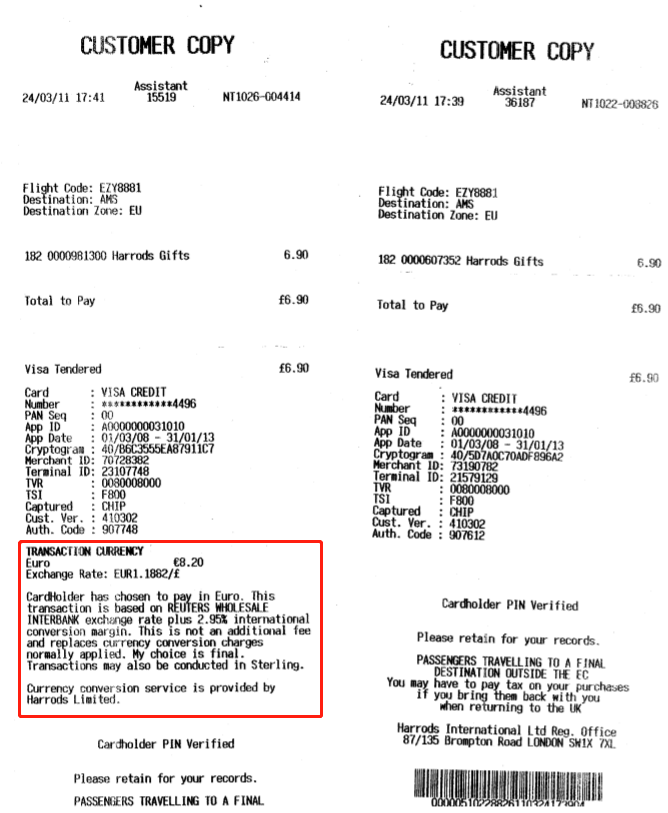 CUSTOMER COPY
Assistant
24/03/11 17:41 15519 NT1026-004414
Flight Code: EZY8881
Destination: AMS
Destination Zone: EU
182 0000981300 Harrods Gifts 6.90
Total to Pay £6.90
Visa Tendered £6.90
Card : VISA CREDIT
Number : ************4496
PAN Seq : 00
App ID : A0000000031010
App Date : 01/03/08 - 31/01/13
Cryptogram : 40/B6C3555EA87911C7
Merchant ID: 70728382
Terminal ID: 23107748
TVR : 0080008000
TSI : F800
Captured : CHIP
Cust. Ver. : 410302
Auth. Code : 907748
TRANSACTION CURRENCY
Euro €8.20
Exchange Rate: EUR1.1882/£
CardHolder has chosen to pay in Euro. This
transaction is based on REUTERS WHOLESALE
INTERBANK exchange rate plus 2.95% international
conversion margin. This is not an additional fee
and replaces currency conversion charges
normally applied. My choice is final.
Transactions may also be conducted in Sterling.
Currency conversion service is provided by
Harrods Limited.
Cardholder PIN Verified
Please retain for your records.
PASSENGERS TRAVELLING TO A FINAL
CUSTOMER COPY
Assistant
24/03/11 17:39 36187 NT1022-003826
Flight Code: EZY8881
Destination: AMS
Destination Zone: EU
182 0000607352 Harrods Gifts 6.90
Total to Pay £6.90
Visa Tendered £6.90
Card : VISA CREDIT
Number : ************4496
PAN Seq : 00
App ID : A0000000031010
App Date : 01/03/08 - 31/01/13
Cryptogram : 40/5D7A0C70ADF896A2
Merchant ID: 73190782
Terminal ID: 21579129
TVR : 0080008000
TSI : F800
Captured : CHIP
Cust. Ver. : 410302
Auth. Code : 907612
Cardholder PIN Verified
Please retain for your records.
PASSENGERS TRAVELLING TO A FINAL
DESTINATION OUTSIDE THE EC
You may have to pay tax on your purchases
if you bring them back with you
when returning to the UK
Harrods International Ltd Reg. Office
87/135 Brompton Road LONDON SW1X 7XL